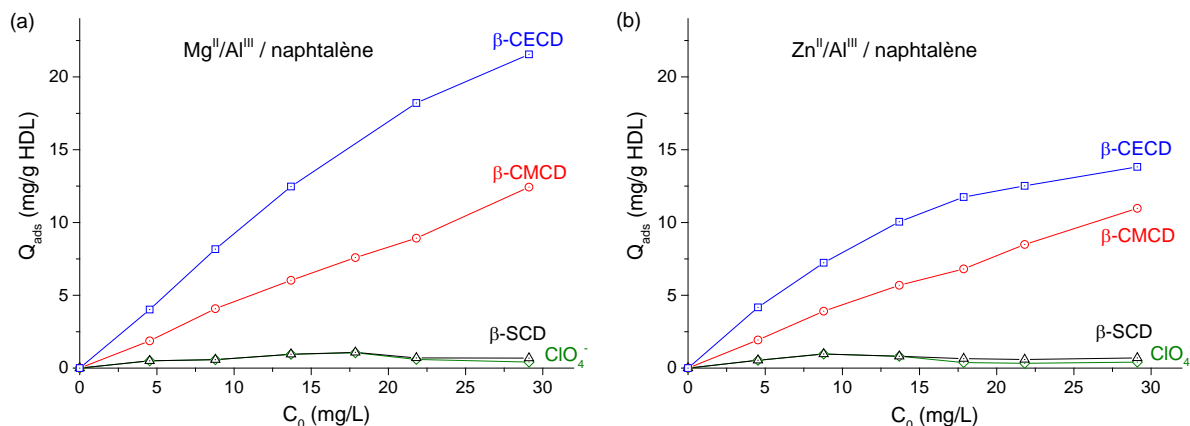 (a)
Mg^II/Al^III / naphtalène
β-CECD
β-CMCD
β-SCD
ClO₄⁻
Q_ads (mg/g HDL)
20
15
10
5
0
0 5 10 15 20 25 30
C₀ (mg/L)
(b)
Zn^II/Al^III / naphtalène
β-CECD
β-CMCD
β-SCD
ClO₄⁻
Q_ads (mg/g HDL)
20
15
10
5
0
0 5 10 15 20 25 30
C₀ (mg/L)